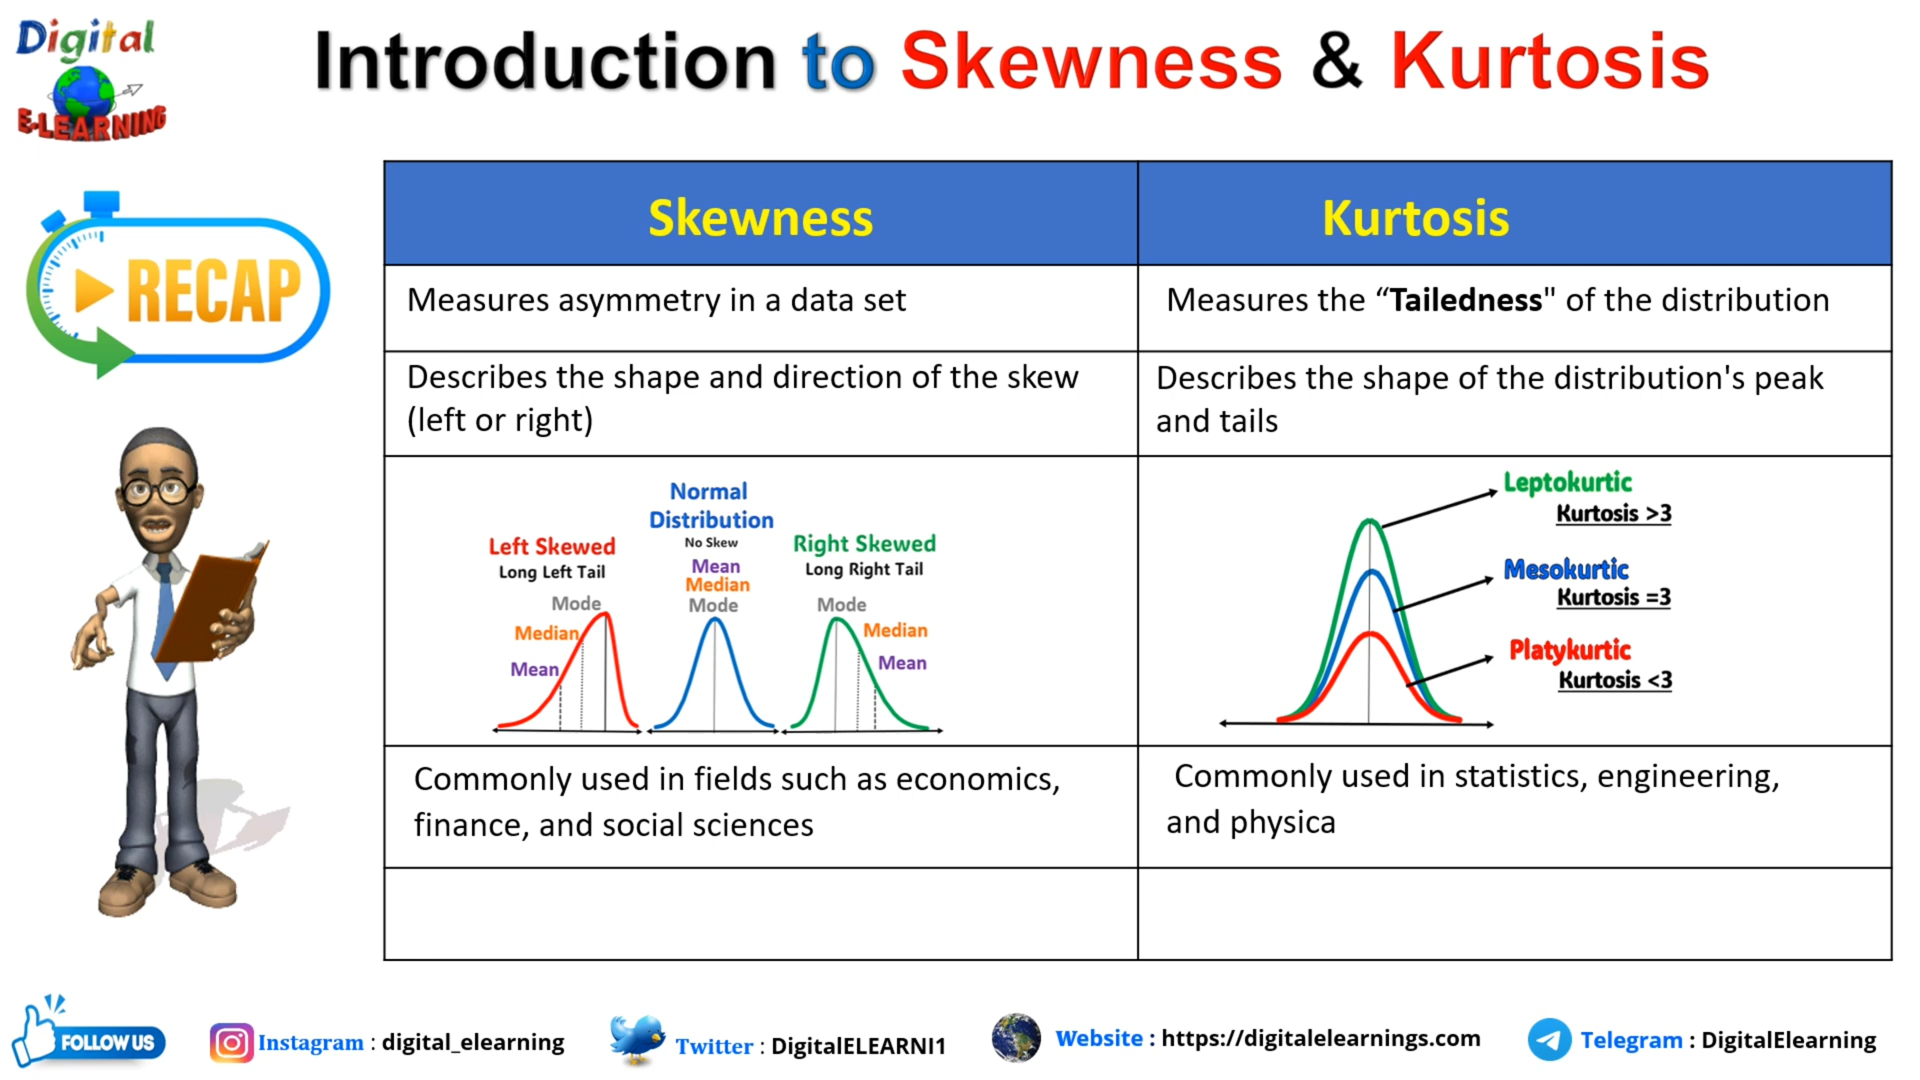 Digital
E-LEARNING
Introduction to Skewness & Kurtosis
RECAP
Skewness
Kurtosis
Measures asymmetry in a data set
Measures the “Tailedness" of the distribution
Describes the shape and direction of the skew
(left or right)
Describes the shape of the distribution's peak
and tails
Left Skewed
Long Left Tail
Mode
Median
Mean
Normal
Distribution
No Skew
Mean
Median
Mode
Right Skewed
Long Right Tail
Mode
Median
Mean
Leptokurtic
Kurtosis >3
Mesokurtic
Kurtosis =3
Platykurtic
Kurtosis <3
Commonly used in fields such as economics,
finance, and social sciences
Commonly used in statistics, engineering,
and physica
FOLLOW US
Instagram : digital_elearning
Twitter : DigitalELEARNI1
Website : https://digitalelearnings.com
Telegram : DigitalElearning